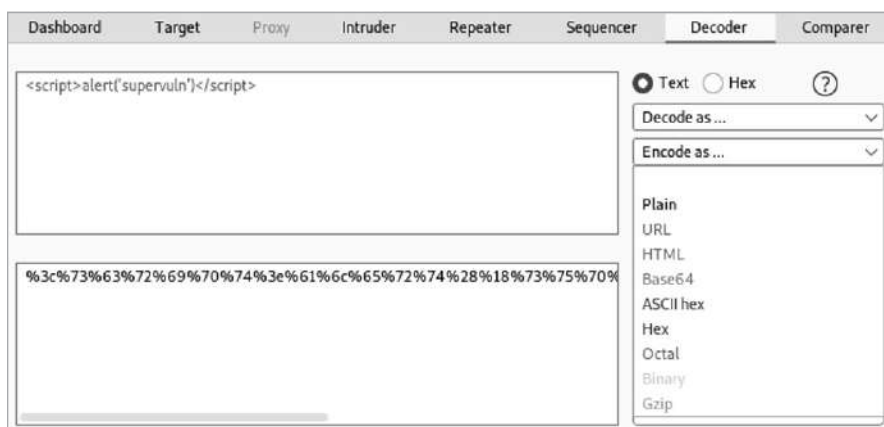 Dashboard Target Proxy Intruder Repeater Sequencer Decoder Comparer
<script>alert('supervuln')</script>
Text Hex ?
Decode as ...
Encode as ...
Plain
URL
HTML
Base64
ASCII hex
Hex
Octal
Binary
Gzip
%3c%73%63%72%69%70%74%3e%61%6c%65%72%74%28%18%73%75%70%